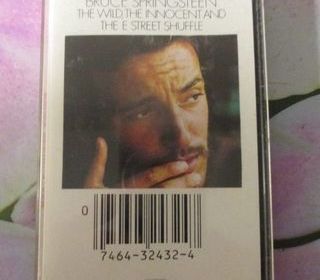 BRUCE SPRINGSTEEN
THE WILD, THE INNOCENT AND
THE E STREET SHUFFLE
0
7464-32432-4